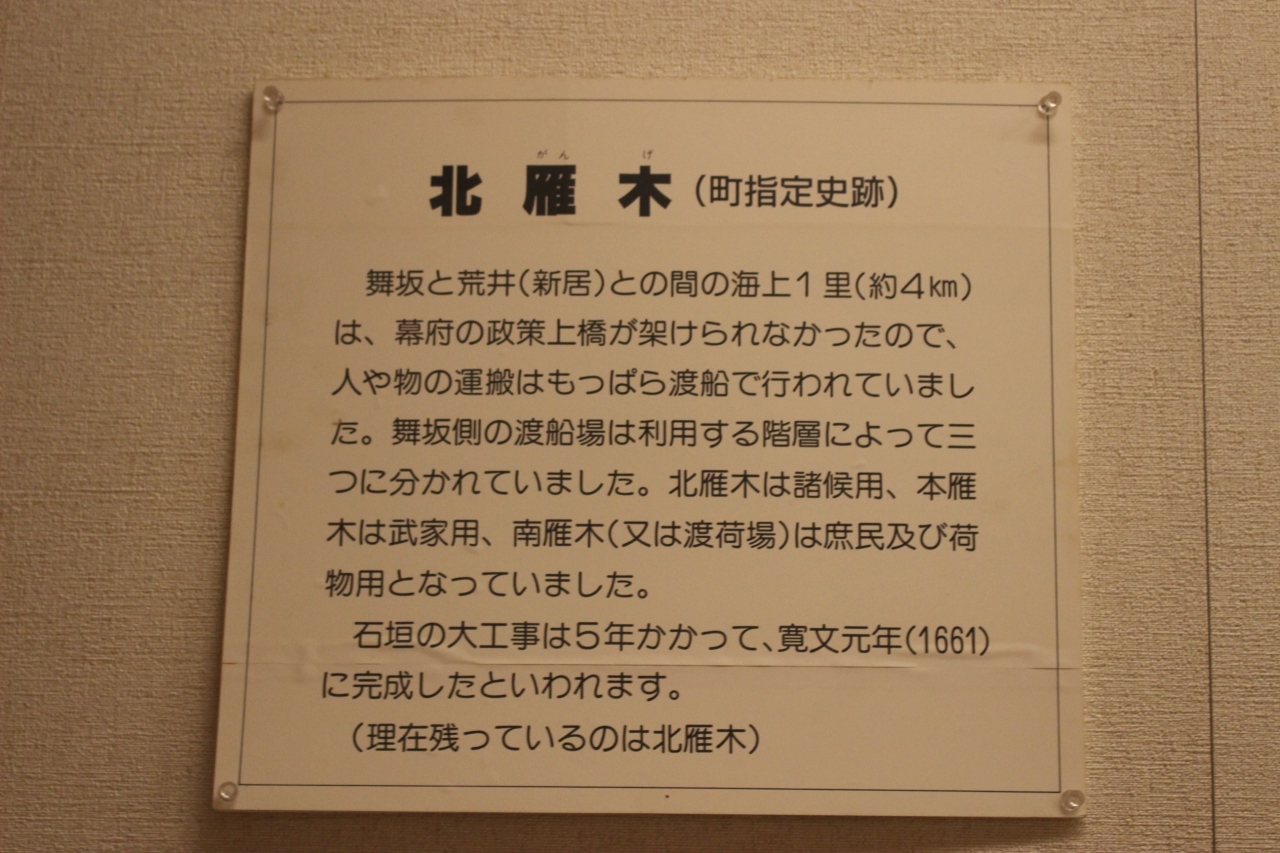 がん げ
北 雁 木 (町指定史跡)
舞坂と荒井(新居)との間の海上1里(約4km)
は、幕府の政策上橋が架けられなかったので、
人や物の運搬はもっぱら渡船で行われていまし
た。舞坂側の渡船場は利用する階層によって三
つに分かれていました。北雁木は諸候用、本雁
木は武家用、南雁木(又は渡荷場)は庶民及び荷
物用となっていました。
石垣の大工事は5年かかって、寛文元年(1661)
に完成したといわれます。
(理在残っているのは北雁木)